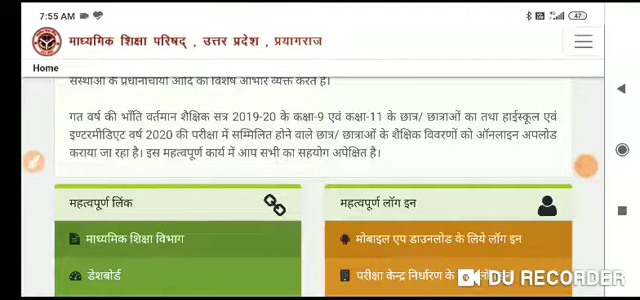 7:55 AM
47
माध्यमिक शिक्षा परिषद् , उत्तर प्रदेश , प्रयागराज
Home
संस्थाओं के प्रधानाचार्यों आदि का विशेष आभार व्यक्त करते हैं।
गत वर्ष की भाँति वर्तमान शैक्षिक सत्र 2019-20 के कक्षा-9 एवं कक्षा-11 के छात्र/ छात्राओं का तथा हाईस्कूल एवं
इण्टरमीडिएट वर्ष 2020 की परीक्षा में सम्मिलित होने वाले छात्र/ छात्राओं के शैक्षिक विवरणों को ऑनलाइन अपलोड
कराया जा रहा है। इस महत्वपूर्ण कार्य में आप सभी का सहयोग अपेक्षित है।
महत्वपूर्ण लिंक
महत्वपूर्ण लॉग इन
माध्यमिक शिक्षा विभाग
मोबाइल एप डाउनलोड के लिये लॉग इन
डेशबोर्ड
परीक्षा केन्द्र निर्धारण के
DU RECORDER